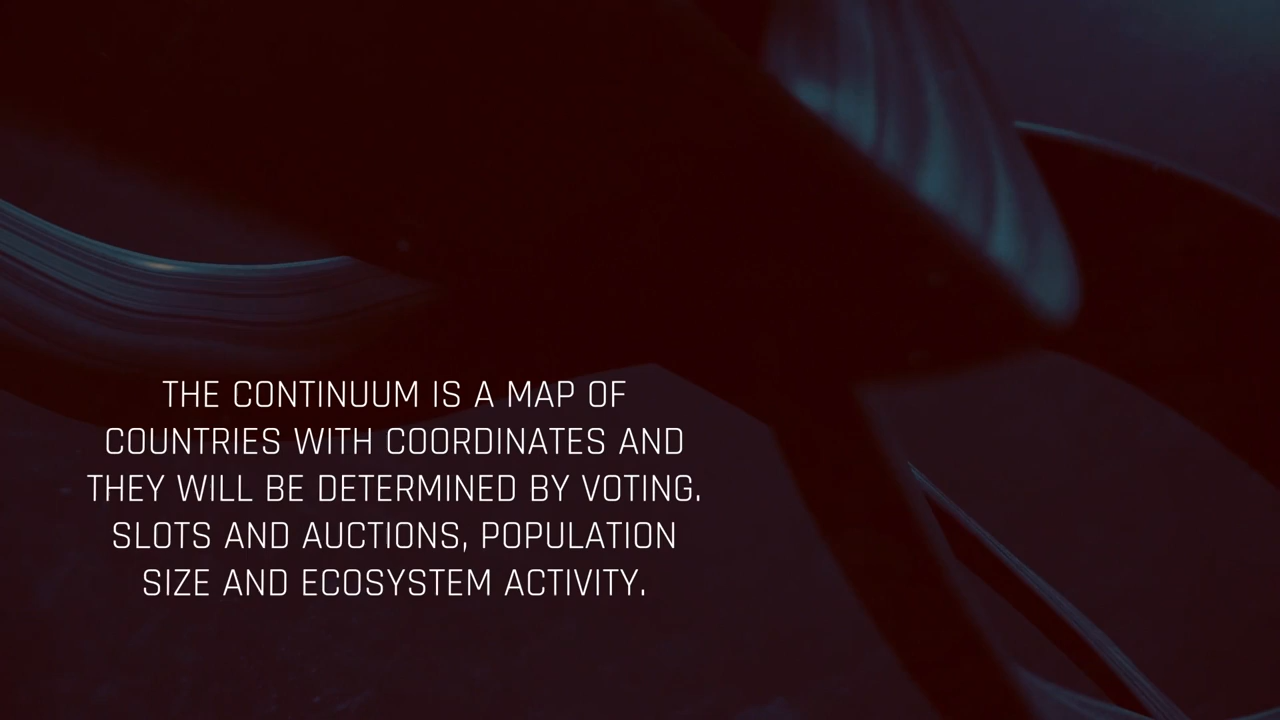 THE CONTINUUM IS A MAP OF
COUNTRIES WITH COORDINATES AND
THEY WILL BE DETERMINED BY VOTING.
SLOTS AND AUCTIONS, POPULATION
SIZE AND ECOSYSTEM ACTIVITY.